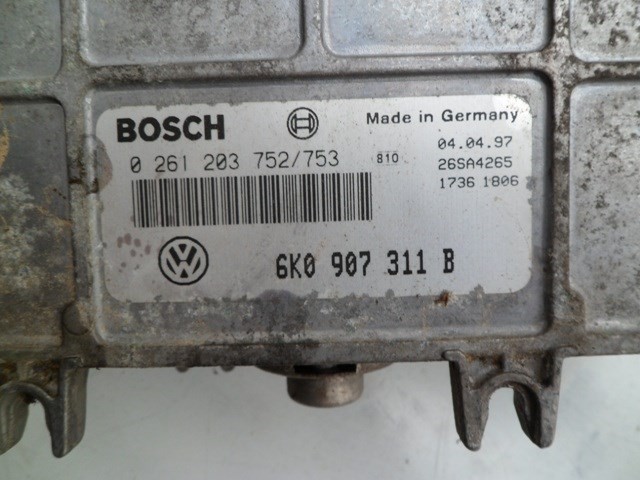 BOSCH
Made in Germany
0 261 203 752/753 810
04.04.97
26SA4265
1736 1806
VW
6K0 907 311 B